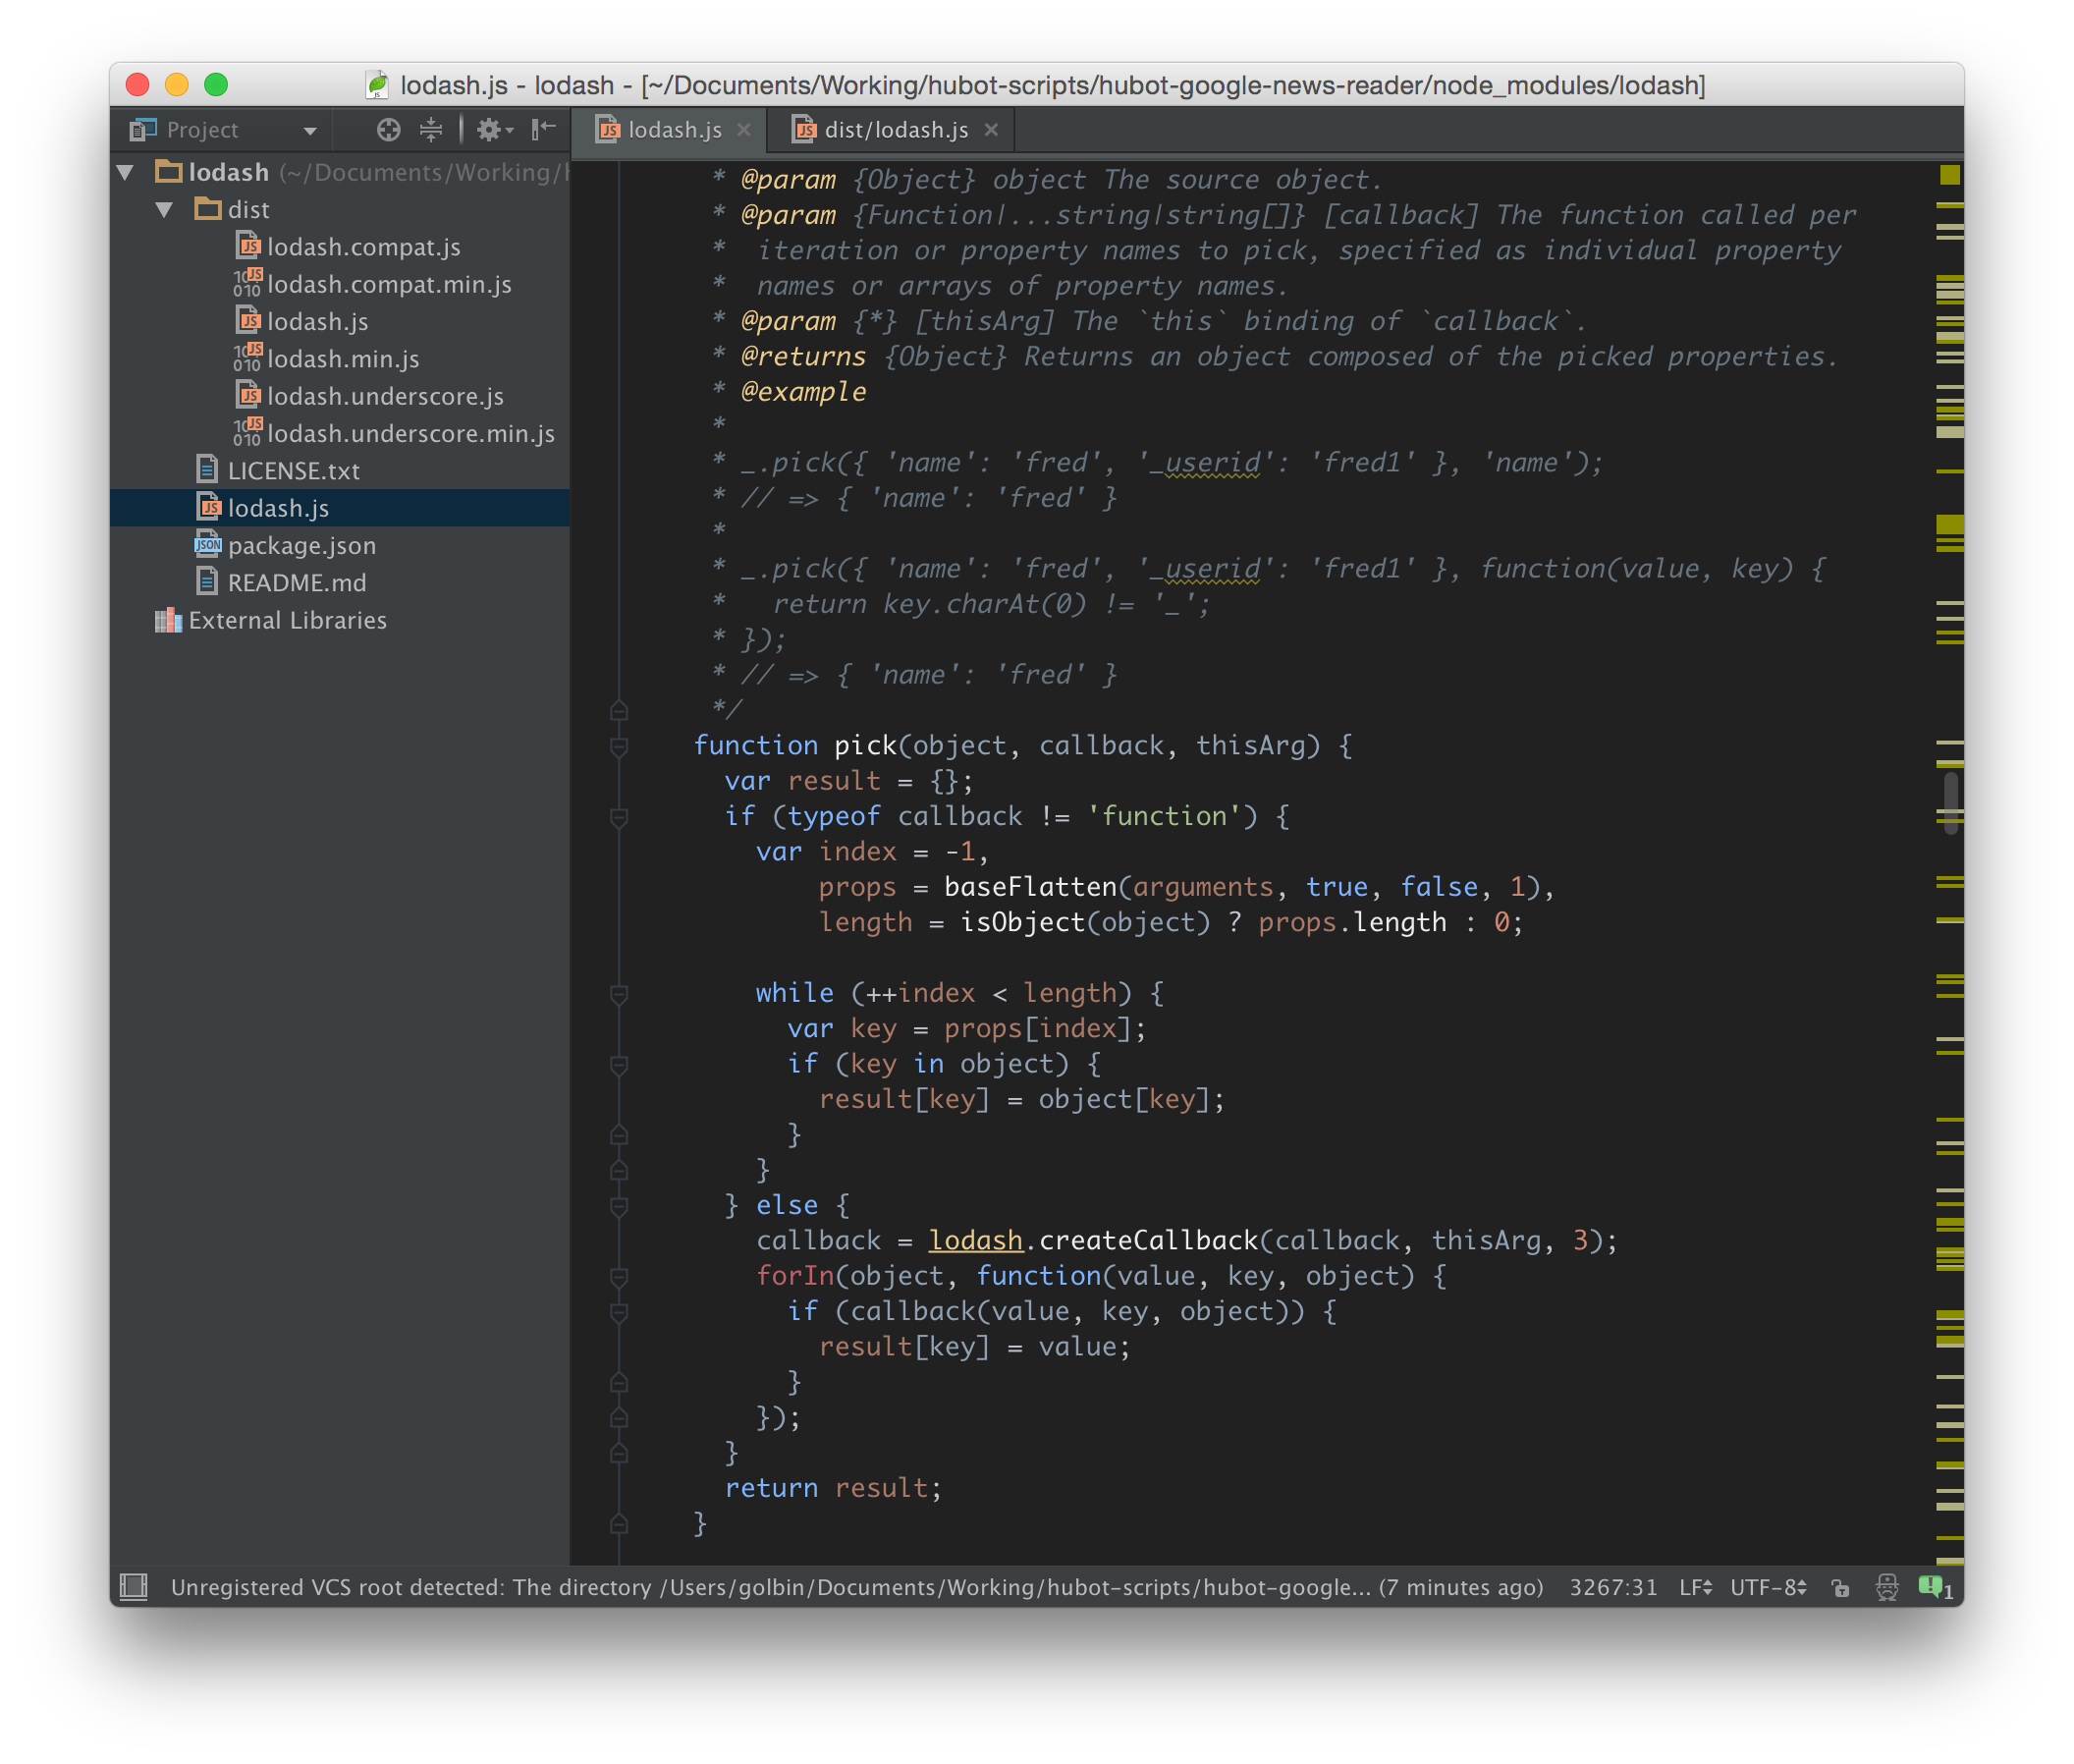 lodash.js - lodash - [~/Documents/Working/hubot-scripts/hubot-google-news-reader/node_modules/lodash]
Project
lodash.js
dist/lodash.js
lodash (~/Documents/Working/
dist
lodash.compat.js
lodash.compat.min.js
lodash.js
lodash.min.js
lodash.underscore.js
lodash.underscore.min.js
LICENSE.txt
lodash.js
package.json
README.md
External Libraries
* @param {Object} object The source object.
* @param {Function|...string|string[]} [callback] The function called per
*  iteration or property names to pick, specified as individual property
*  names or arrays of property names.
* @param {*} [thisArg] The `this` binding of `callback`.
* @returns {Object} Returns an object composed of the picked properties.
* @example
*
* _.pick({ 'name': 'fred', '_userid': 'fred1' }, 'name');
* // => { 'name': 'fred' }
*
* _.pick({ 'name': 'fred', '_userid': 'fred1' }, function(value, key) {
*   return key.charAt(0) != '_';
* });
* // => { 'name': 'fred' }
*/
function pick(object, callback, thisArg) {
  var result = {};
  if (typeof callback != 'function') {
    var index = -1,
        props = baseFlatten(arguments, true, false, 1),
        length = isObject(object) ? props.length : 0;
    while (++index < length) {
      var key = props[index];
      if (key in object) {
        result[key] = object[key];
      }
    }
  } else {
    callback = lodash.createCallback(callback, thisArg, 3);
    forIn(object, function(value, key, object) {
      if (callback(value, key, object)) {
        result[key] = value;
      }
    });
  }
  return result;
}
Unregistered VCS root detected: The directory /Users/golbin/Documents/Working/hubot-scripts/hubot-google... (7 minutes ago) 3267:31 LF UTF-8 1